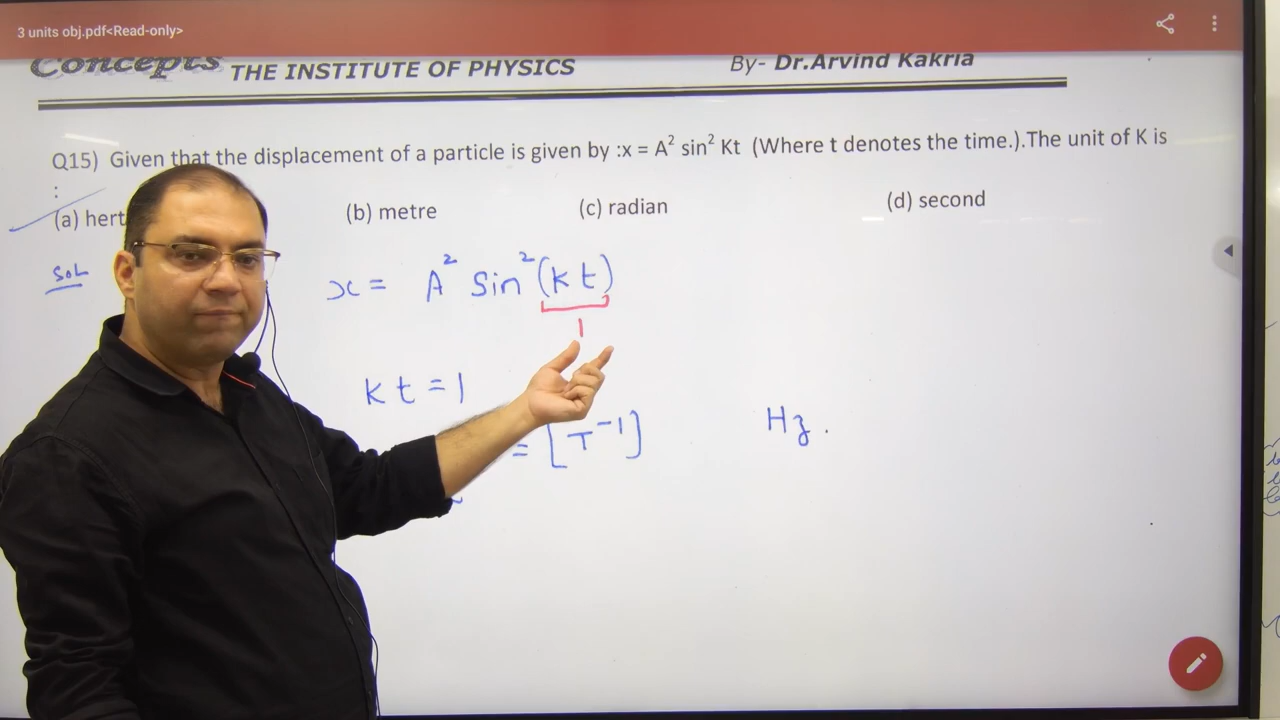 3 units obj.pdf<Read-only>
Concepts THE INSTITUTE OF PHYSICS By- Dr.Arvind Kakria
Q15) Given that the displacement of a particle is given by :x = A² sin² Kt (Where t denotes the time.).The unit of K is
:
(a) hert (b) metre (c) radian (d) second
Sol
x = A² Sin² (k t)
1
k t = 1
= [T⁻¹] Hz.